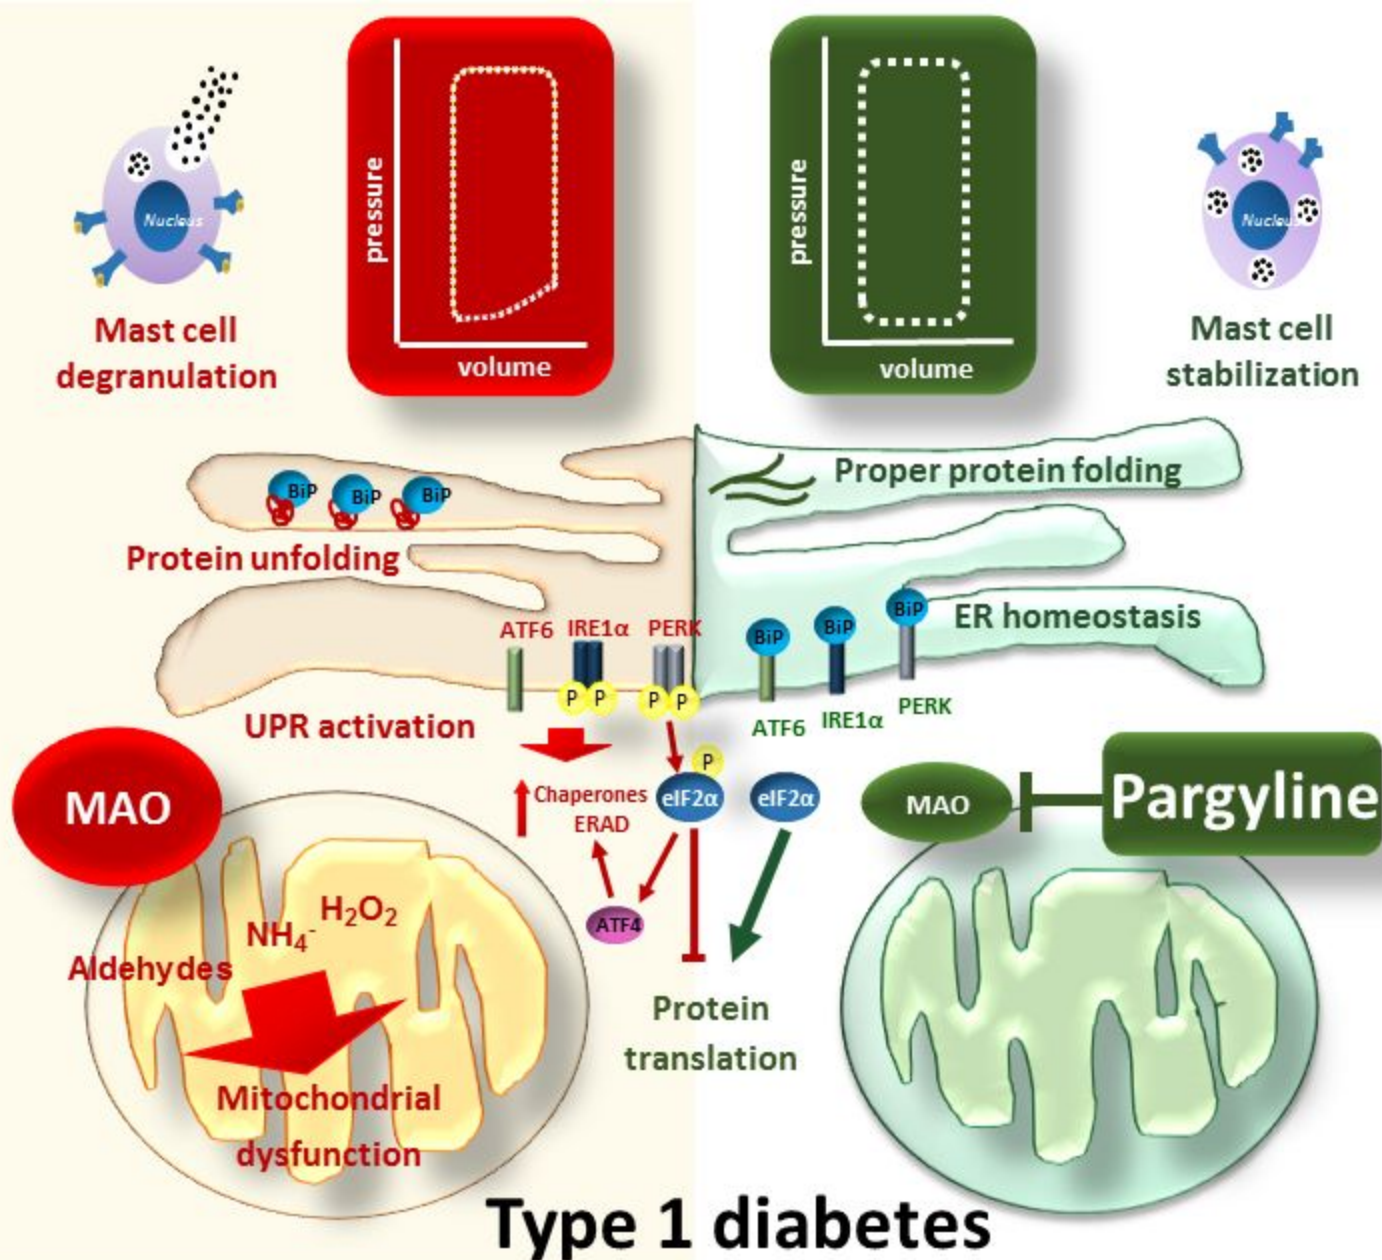 pressure
volume
pressure
volume
Nucleus
Mast cell
degranulation
Nucleus
Mast cell
stabilization
BiP
BiP
BiP
Protein unfolding
Proper protein folding
ER homeostasis
ATF6
IRE1α
PERK
P
P
P
P
UPR activation
BiP
BiP
BiP
ATF6
IRE1α
PERK
MAO
Chaperones
ERAD
P
eIF2α
eIF2α
ATF4
MAO
Pargyline
H₂O₂
NH₄⁻
Aldehydes
Mitochondrial
dysfunction
Protein
translation
Type 1 diabetes